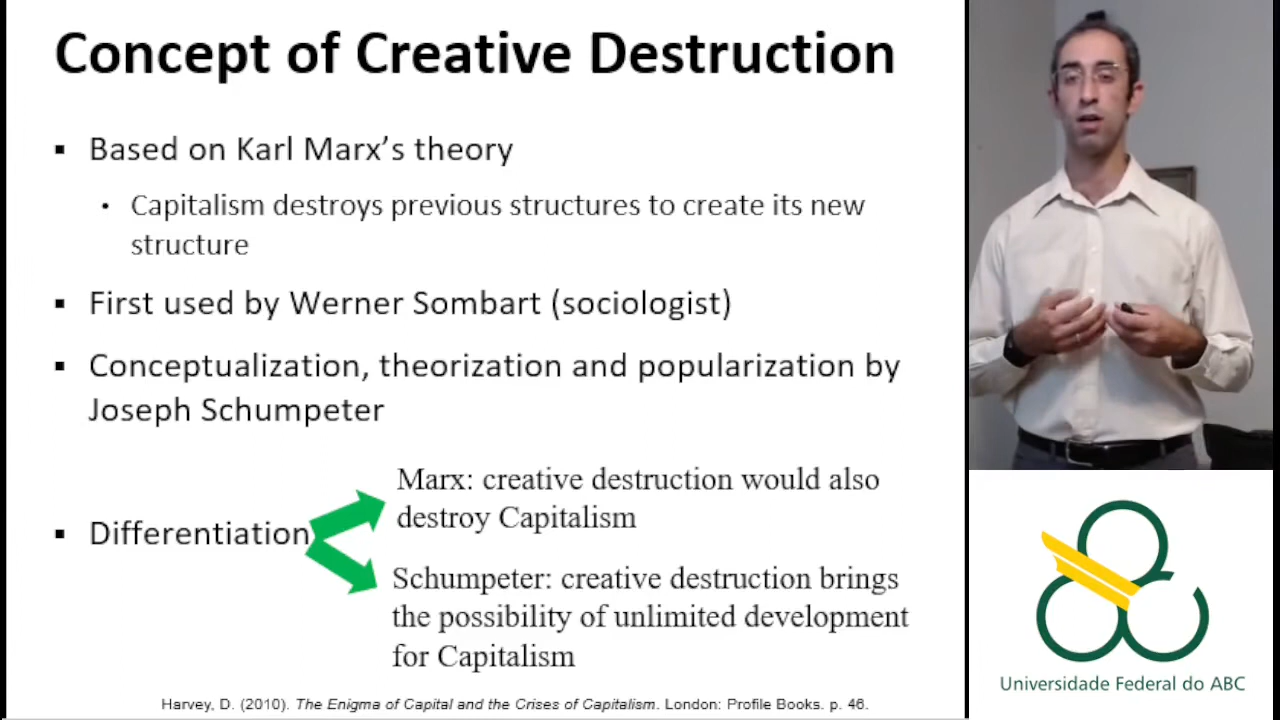 Concept of Creative Destruction
▪ Based on Karl Marx’s theory
• Capitalism destroys previous structures to create its new
structure
▪ First used by Werner Sombart (sociologist)
▪ Conceptualization, theorization and popularization by
Joseph Schumpeter
▪ Differentiation
Marx: creative destruction would also
destroy Capitalism
Schumpeter: creative destruction brings
the possibility of unlimited development
for Capitalism
Harvey, D. (2010). The Enigma of Capital and the Crises of Capitalism. London: Profile Books. p. 46.
Universidade Federal do ABC